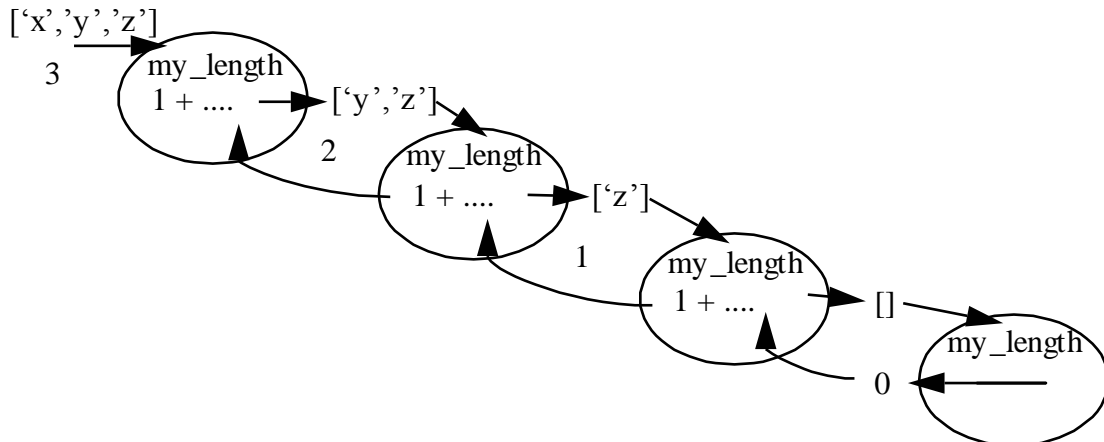 [‘x’,’y’,’z’]
3
my_length
1 + ....
[‘y’,’z’]
2
my_length
1 + ....
[‘z’]
1
my_length
1 + ....
[]
my_length
0